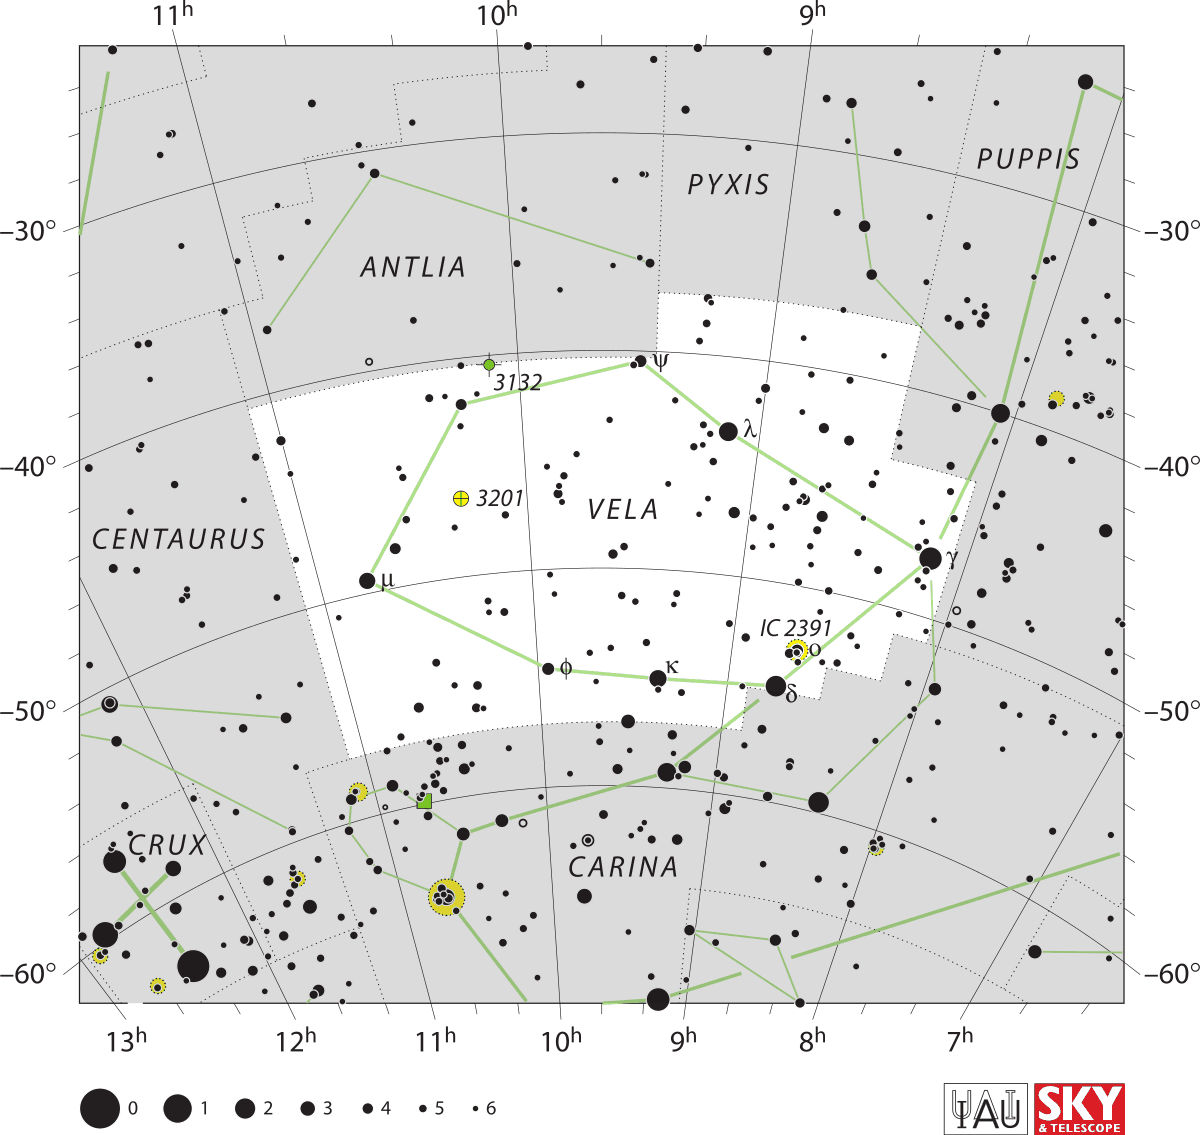 11h 10h 9h
PUPPIS
PYXIS
–30° –30°
ANTLIA
ψ
3132
λ
–40° –40°
3201
VELA
CENTAURUS
γ
μ
IC 2391
ο
φ κ
δ
–50° –50°
CRUX
CARINA
–60° –60°
13h 12h 11h 10h 9h 8h 7h
0 1 2 3 4 5 6
IAU
SKY
& TELESCOPE